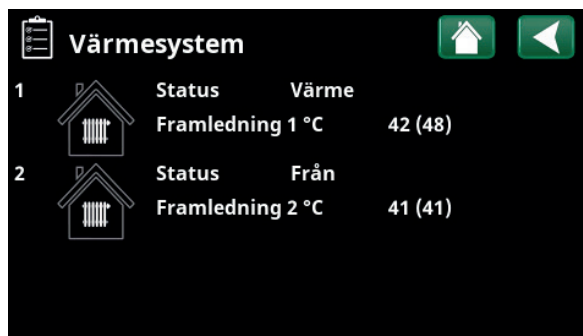 Värmesystem
1 Status Värme
Framledning 1 °C 42 (48)
2 Status Från
Framledning 2 °C 41 (41)